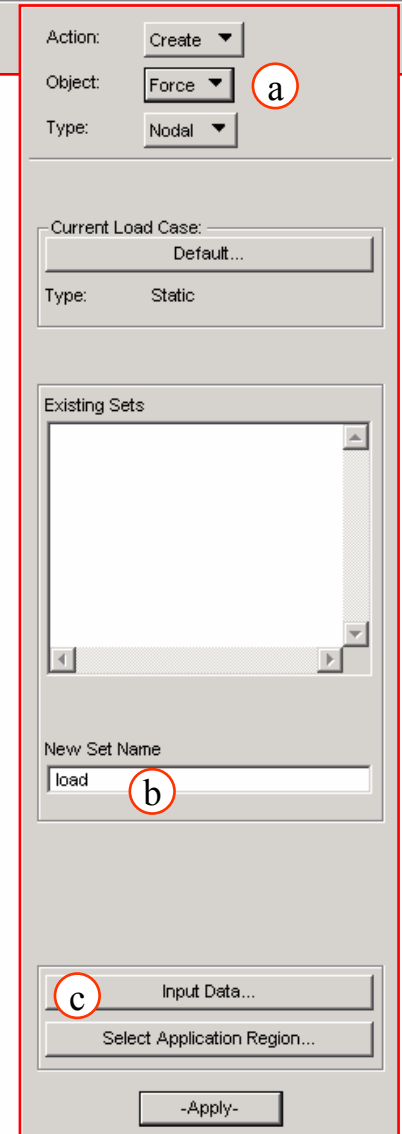 Action: Create
Object: Force a
Type: Nodal
Current Load Case:
Default...
Type: Static
Existing Sets
New Set Name
load b
c Input Data...
Select Application Region...
-Apply-